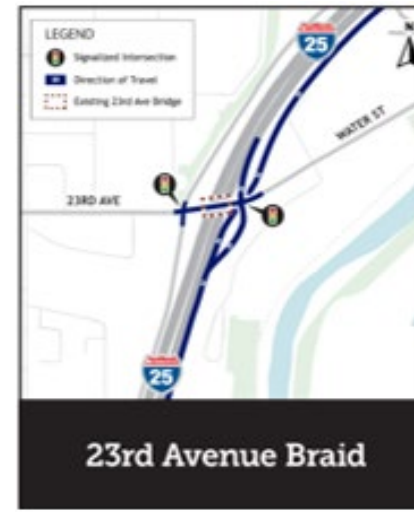 LEGEND
Signalized Intersection
Direction of Travel
Existing 23rd Ave Bridge
25
N
WATER ST
23RD AVE
25
23rd Avenue Braid